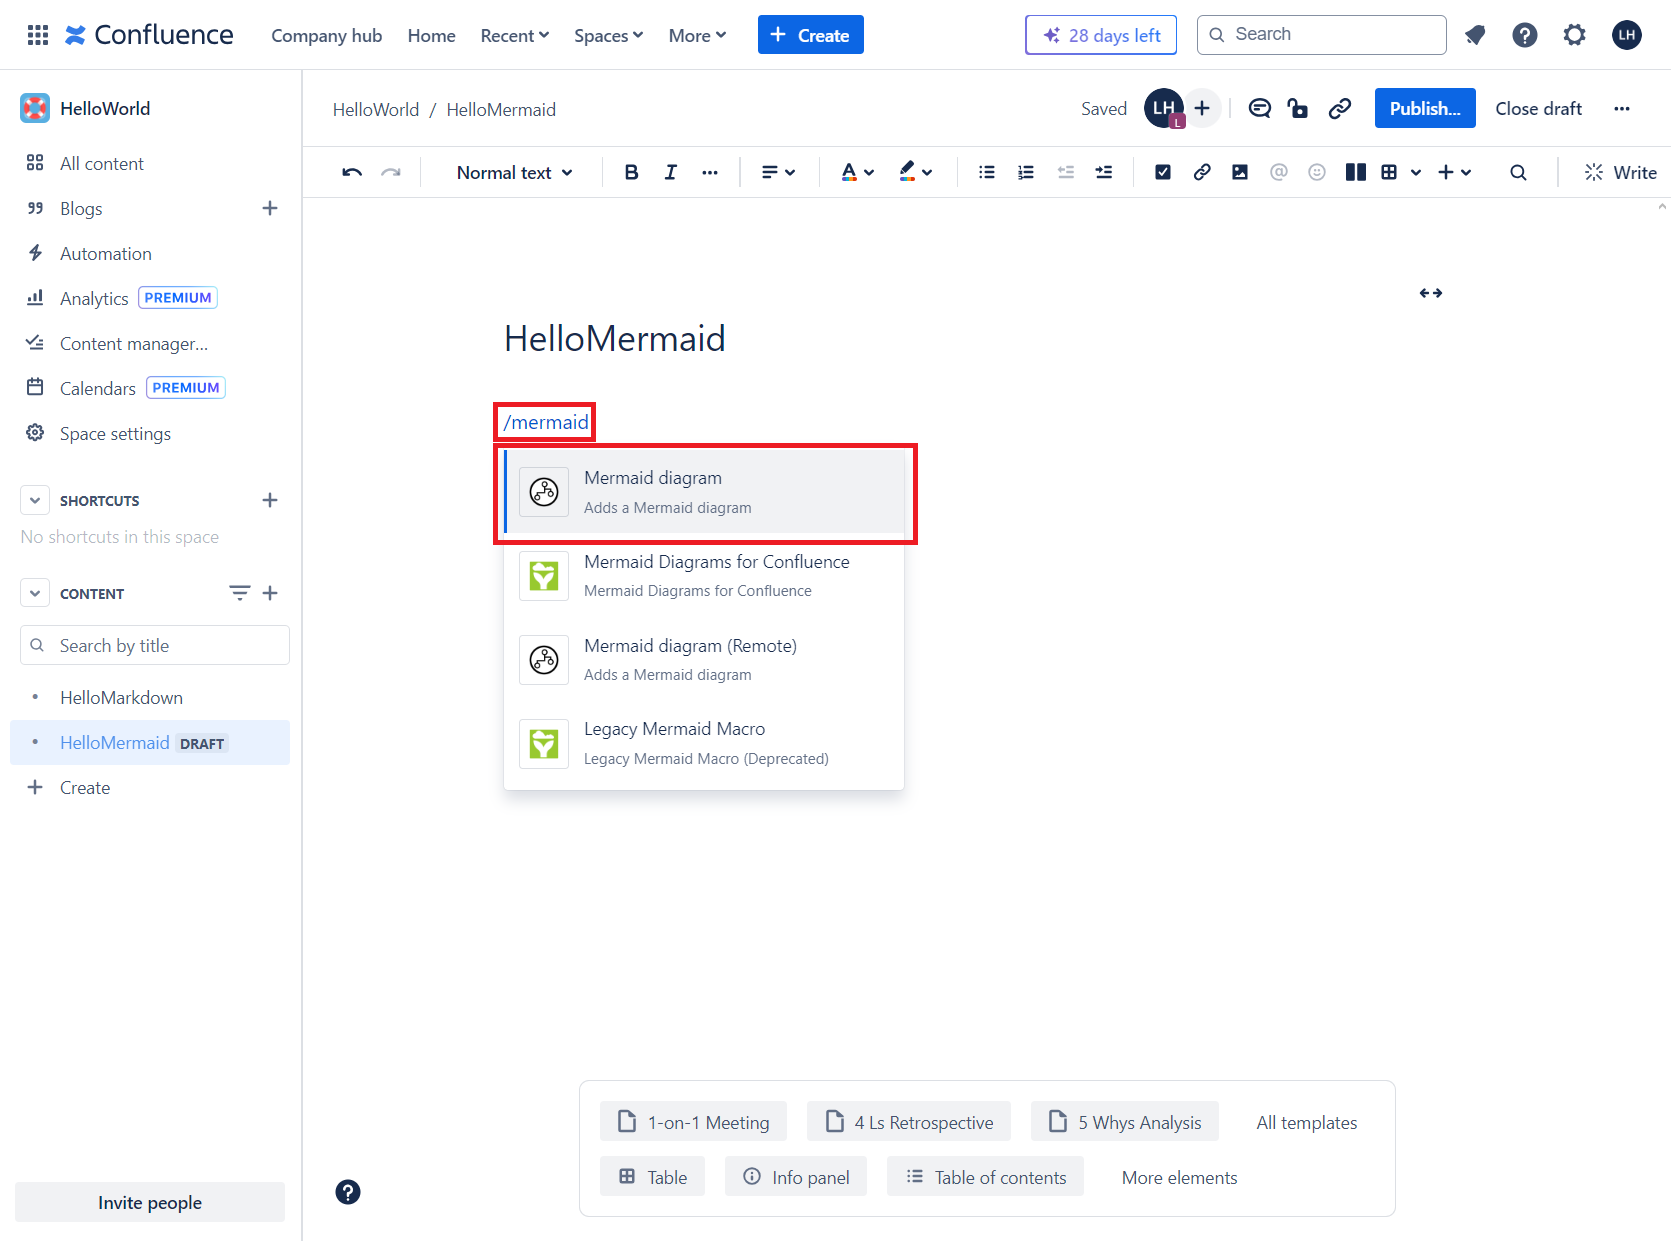 Confluence
Company hub
Home
Recent
Spaces
More
+ Create
28 days left
Search
LH
HelloWorld
All content
Blogs
Automation
Analytics PREMIUM
Content manager...
Calendars PREMIUM
Space settings
SHORTCUTS
No shortcuts in this space
CONTENT
Search by title
HelloMarkdown
HelloMermaid DRAFT
Create
Invite people
HelloWorld / HelloMermaid
Saved
LH
L
Publish...
Close draft
Normal text
B I
A
Write
HelloMermaid
/mermaid
Mermaid diagram
Adds a Mermaid diagram
Mermaid Diagrams for Confluence
Mermaid Diagrams for Confluence
Mermaid diagram (Remote)
Adds a Mermaid diagram
Legacy Mermaid Macro
Legacy Mermaid Macro (Deprecated)
1-on-1 Meeting
4 Ls Retrospective
5 Whys Analysis
All templates
Table
Info panel
Table of contents
More elements